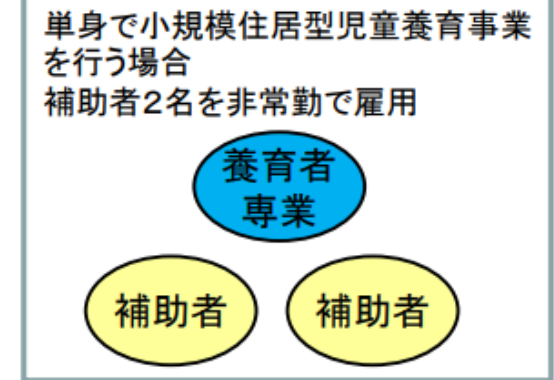 単身で小規模住居型児童養育事業
を行う場合
補助者２名を非常勤で雇用
養育者
専業
補助者
補助者